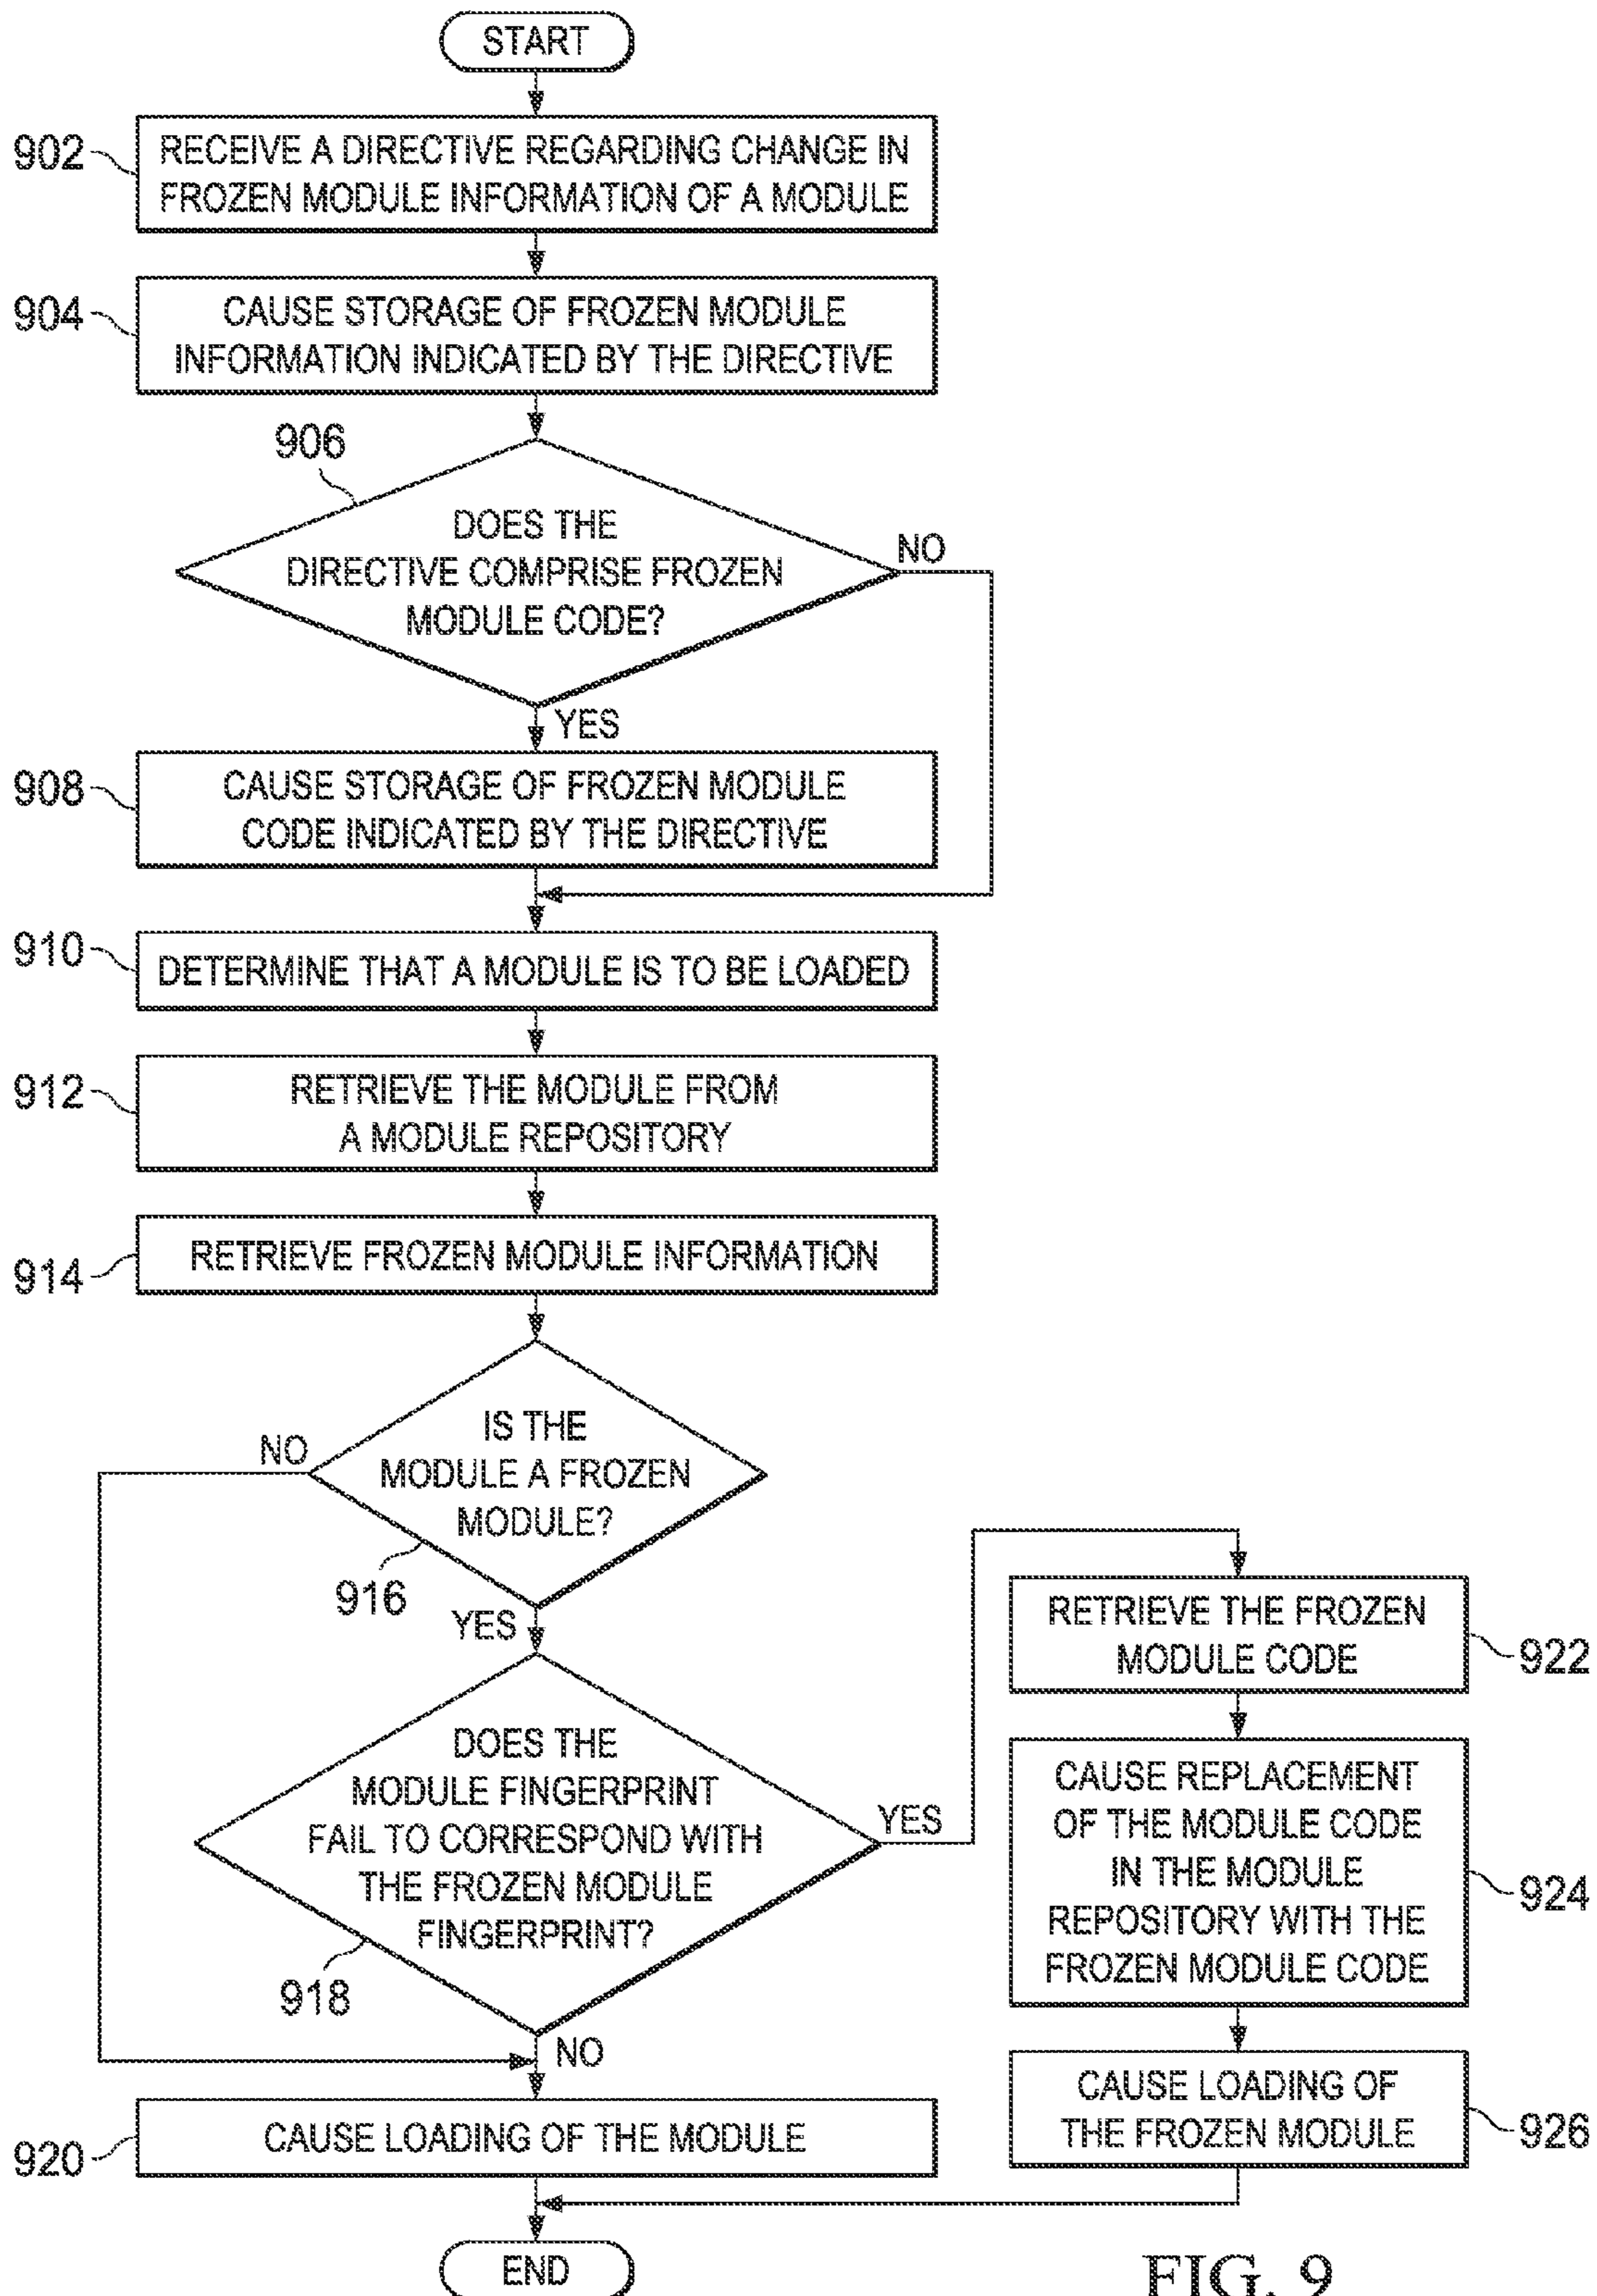 START
902
RECEIVE A DIRECTIVE REGARDING CHANGE IN
FROZEN MODULE INFORMATION OF A MODULE
904
CAUSE STORAGE OF FROZEN MODULE
INFORMATION INDICATED BY THE DIRECTIVE
906
DOES THE
DIRECTIVE COMPRISE FROZEN
MODULE CODE?
NO
YES
908
CAUSE STORAGE OF FROZEN MODULE
CODE INDICATED BY THE DIRECTIVE
910
DETERMINE THAT A MODULE IS TO BE LOADED
912
RETRIEVE THE MODULE FROM
A MODULE REPOSITORY
914
RETRIEVE FROZEN MODULE INFORMATION
NO
IS THE
MODULE A FROZEN
MODULE?
916
YES
DOES THE
MODULE FINGERPRINT
FAIL TO CORRESPOND WITH
THE FROZEN MODULE
FINGERPRINT?
918
YES
NO
920
CAUSE LOADING OF THE MODULE
RETRIEVE THE FROZEN
MODULE CODE
922
CAUSE REPLACEMENT
OF THE MODULE CODE
IN THE MODULE
REPOSITORY WITH THE
FROZEN MODULE CODE
924
CAUSE LOADING OF
THE FROZEN MODULE
926
END
FIG. 9